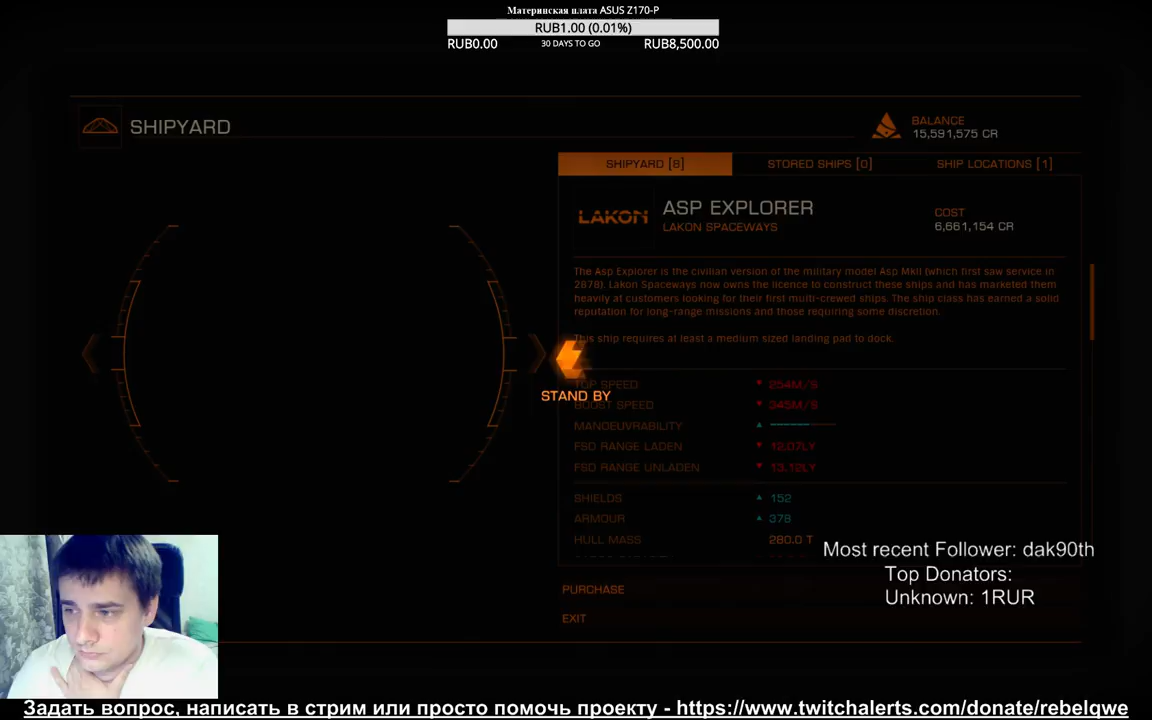 Материнская плата ASUS Z170-P
RUB1.00 (0.01%)
RUB0.00
30 DAYS TO GO
RUB8,500.00
SHIPYARD
BALANCE
15,591,575 CR
SHIPYARD [8]
STORED SHIPS [0]
SHIP LOCATIONS [1]
LAKON
ASP EXPLORER
LAKON SPACEWAYS
COST
6,661,154 CR
The Asp Explorer is the civilian version of the military model Asp MkII (which first saw service in
2878). Lakon Spaceways now owns the licence to construct these ships and has marketed them
heavily at customers looking for their first multi-crewed ships. The ship class has earned a solid
reputation for long-range missions and those requiring some discretion.
This ship requires at least a medium sized landing pad to dock.
STAND BY
TOP SPEED 254M/S
BOOST SPEED 345M/S
MANOEUVRABILITY
FSD RANGE LADEN 12.07LY
FSD RANGE UNLADEN 13.12LY
SHIELDS 152
ARMOUR 378
HULL MASS 280.0 T
PURCHASE
EXIT
Most recent Follower: dak90th
Top Donators:
Unknown: 1RUR
Задать вопрос, написать в стрим или просто помочь проекту - https://www.twitchalerts.com/donate/rebelqwe